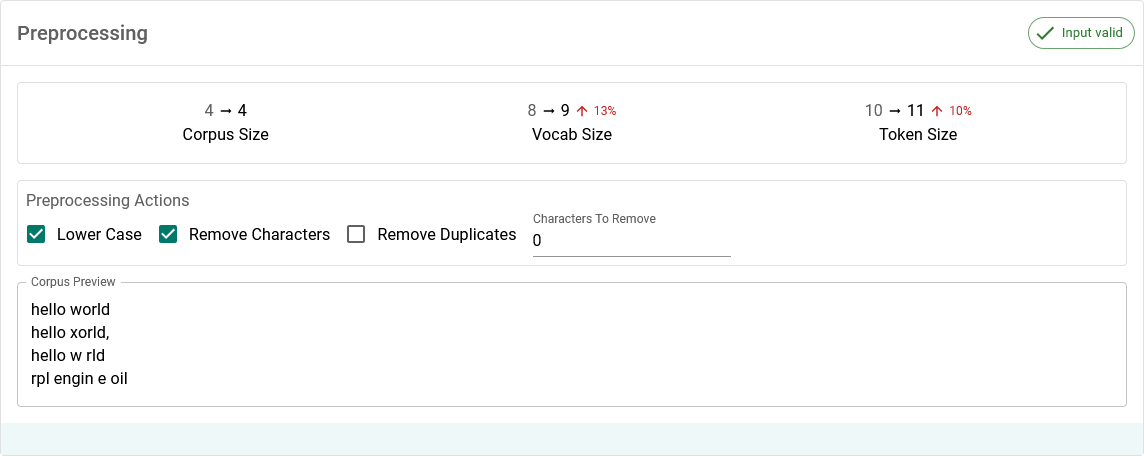 Preprocessing
Input valid
4 → 4
Corpus Size
8 → 9 ↑ 13%
Vocab Size
10 → 11 ↑ 10%
Token Size
Preprocessing Actions
Lower Case
Remove Characters
Remove Duplicates
Characters To Remove
0
Corpus Preview
hello world
hello xorld,
hello w rld
rpl engin e oil